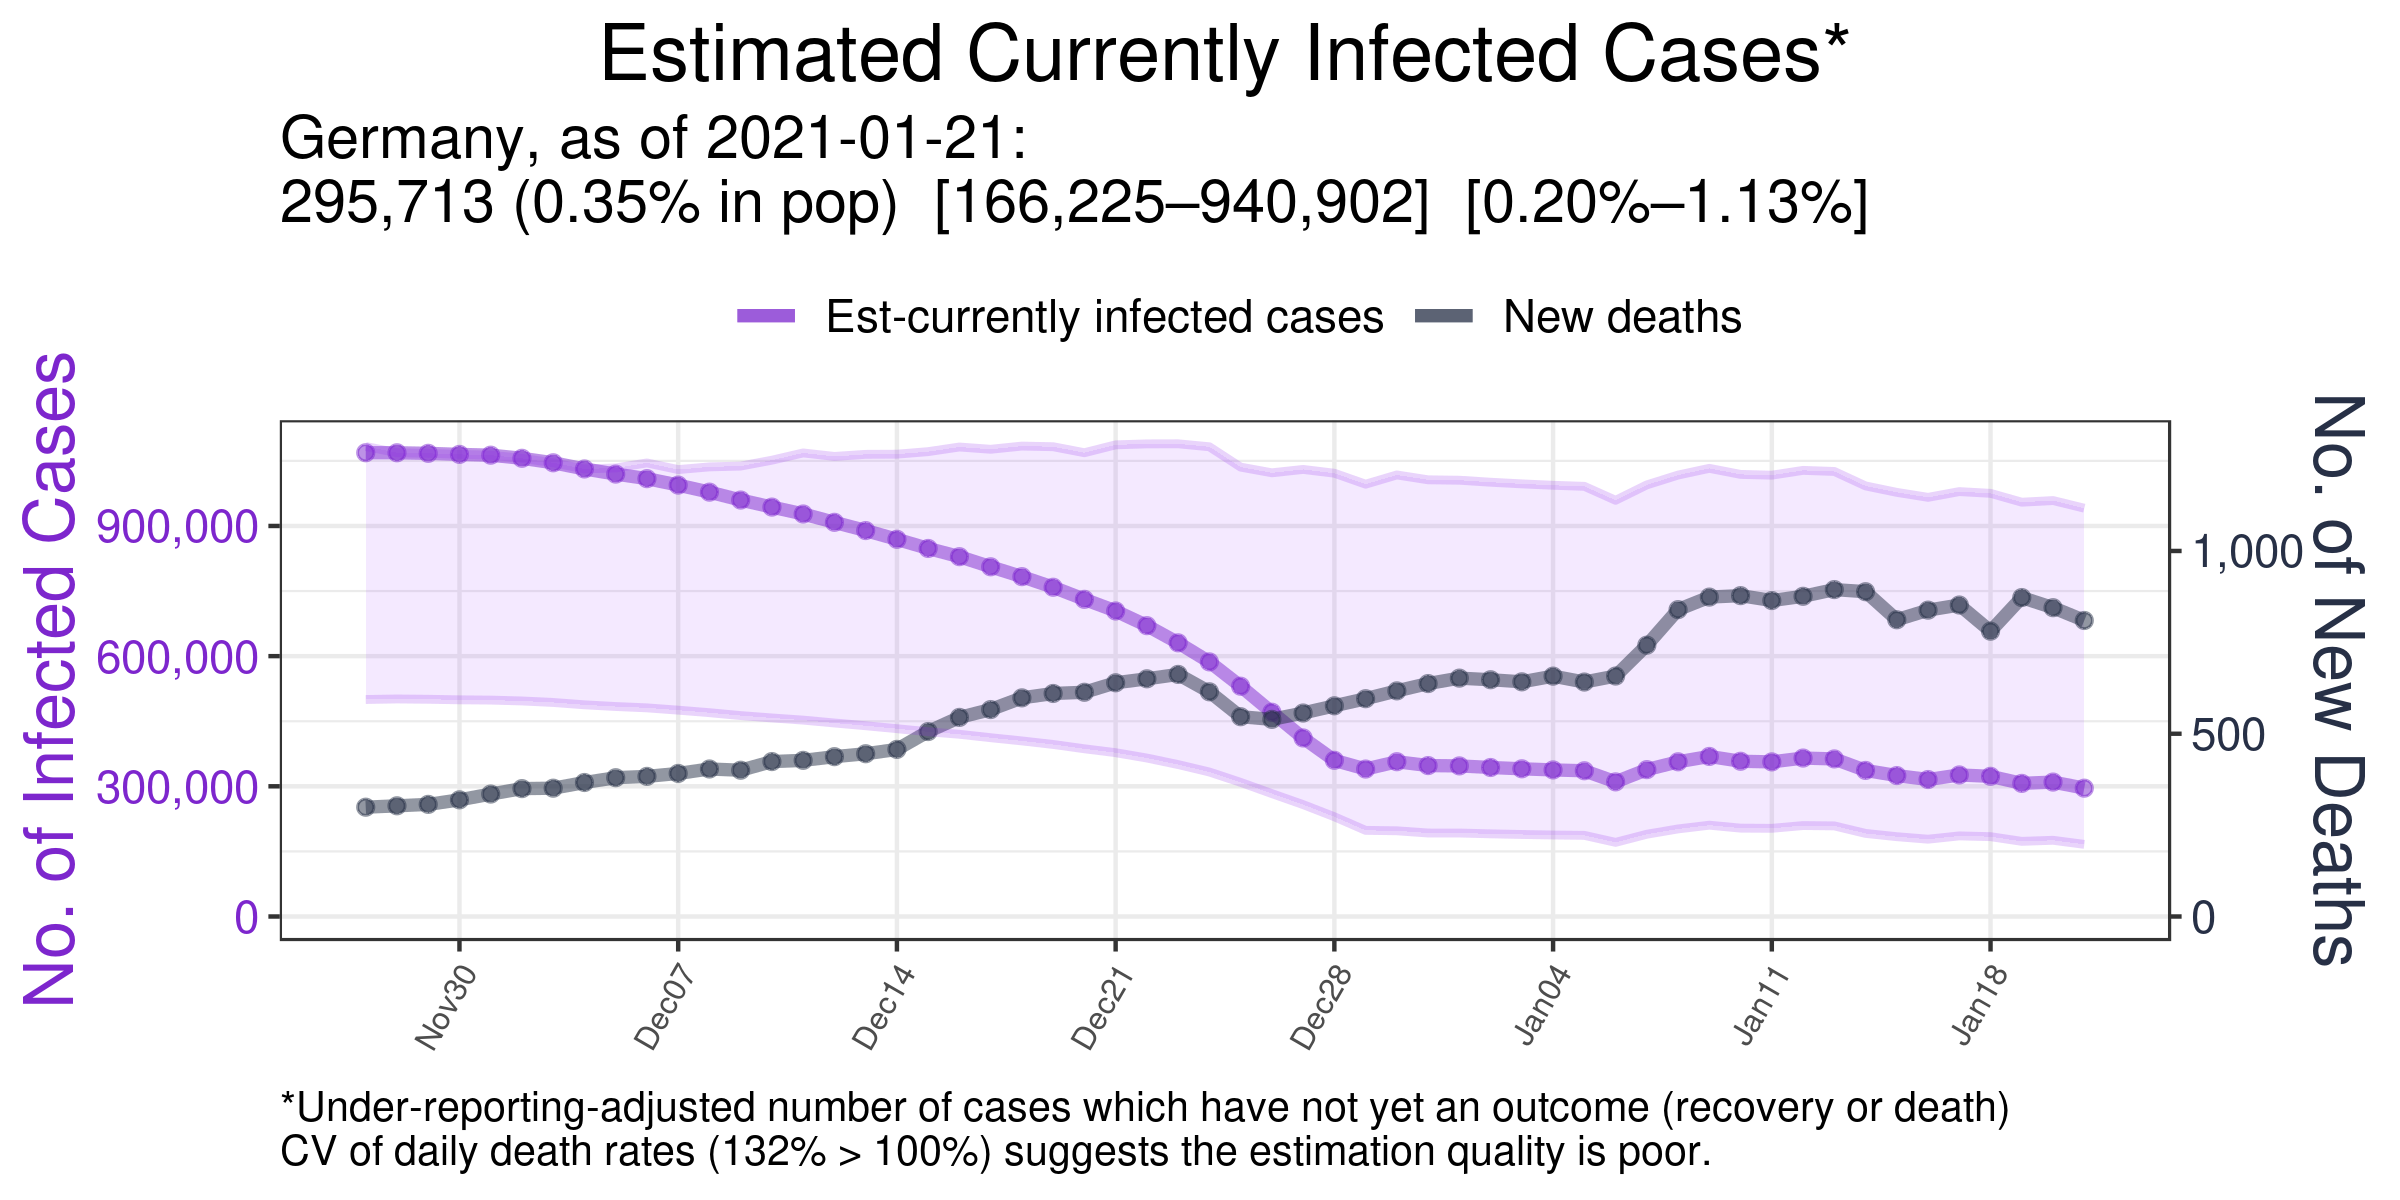 Estimated Currently Infected Cases*
Germany, as of 2021-01-21:
295,713 (0.35% in pop) [166,225–940,902] [0.20%–1.13%]
Est-currently infected cases
New deaths
No. of Infected Cases
900,000
600,000
300,000
0
1,000
500
0
No. of New Deaths
Nov30
Dec07
Dec14
Dec21
Dec28
Jan04
Jan11
Jan18
*Under-reporting-adjusted number of cases which have not yet an outcome (recovery or death)
CV of daily death rates (132% > 100%) suggests the estimation quality is poor.